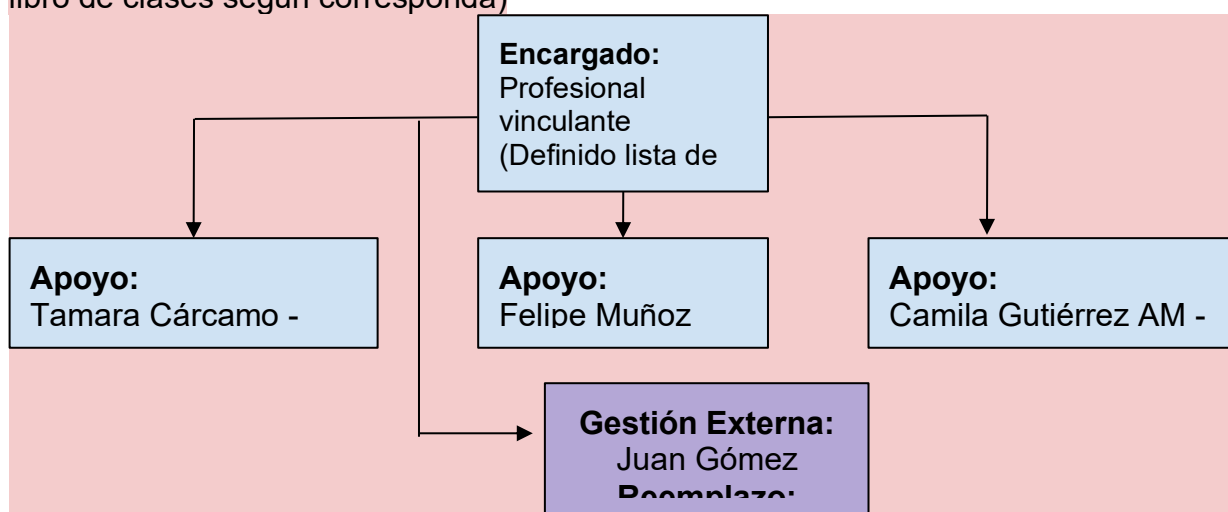 libro de clases según corresponda)
Encargado:
Profesional
vinculante
(Definido lista de
Apoyo:
Tamara Cárcamo -
Apoyo:
Felipe Muñoz
Apoyo:
Camila Gutiérrez AM -
Gestión Externa:
Juan Gómez
Reemplazo: